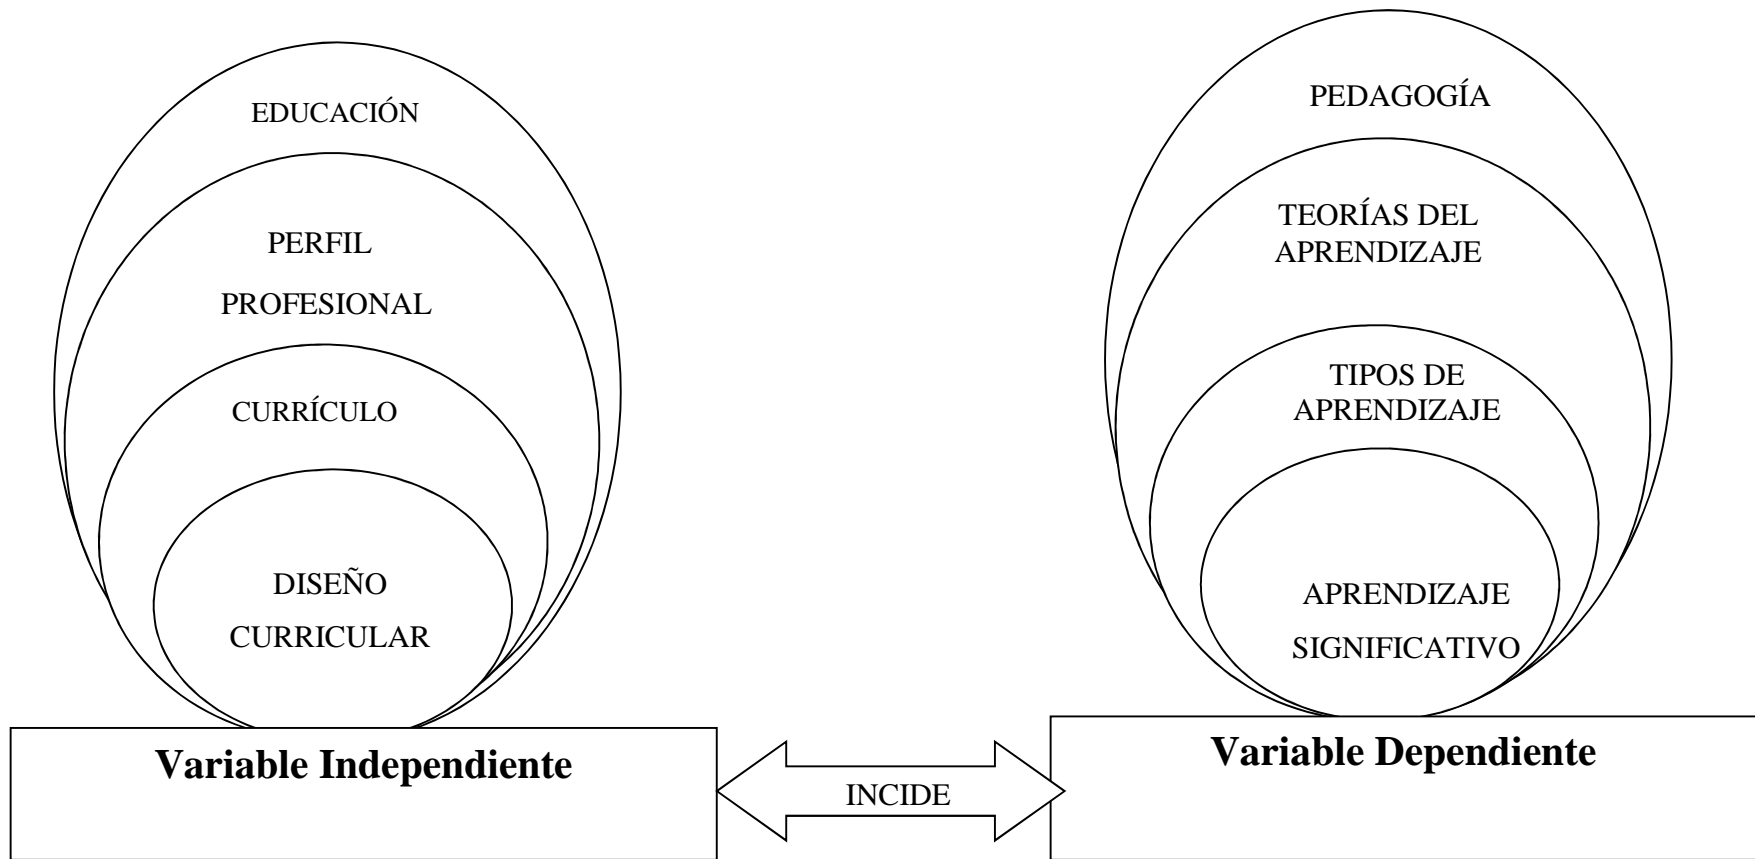 EDUCACIÓN
PERFIL
PROFESIONAL
CURRÍCULO
DISEÑO
CURRICULAR
Variable Independiente
INCIDE
PEDAGOGÍA
TEORÍAS DEL
APRENDIZAJE
TIPOS DE
APRENDIZAJE
APRENDIZAJE
SIGNIFICATIVO
Variable Dependiente